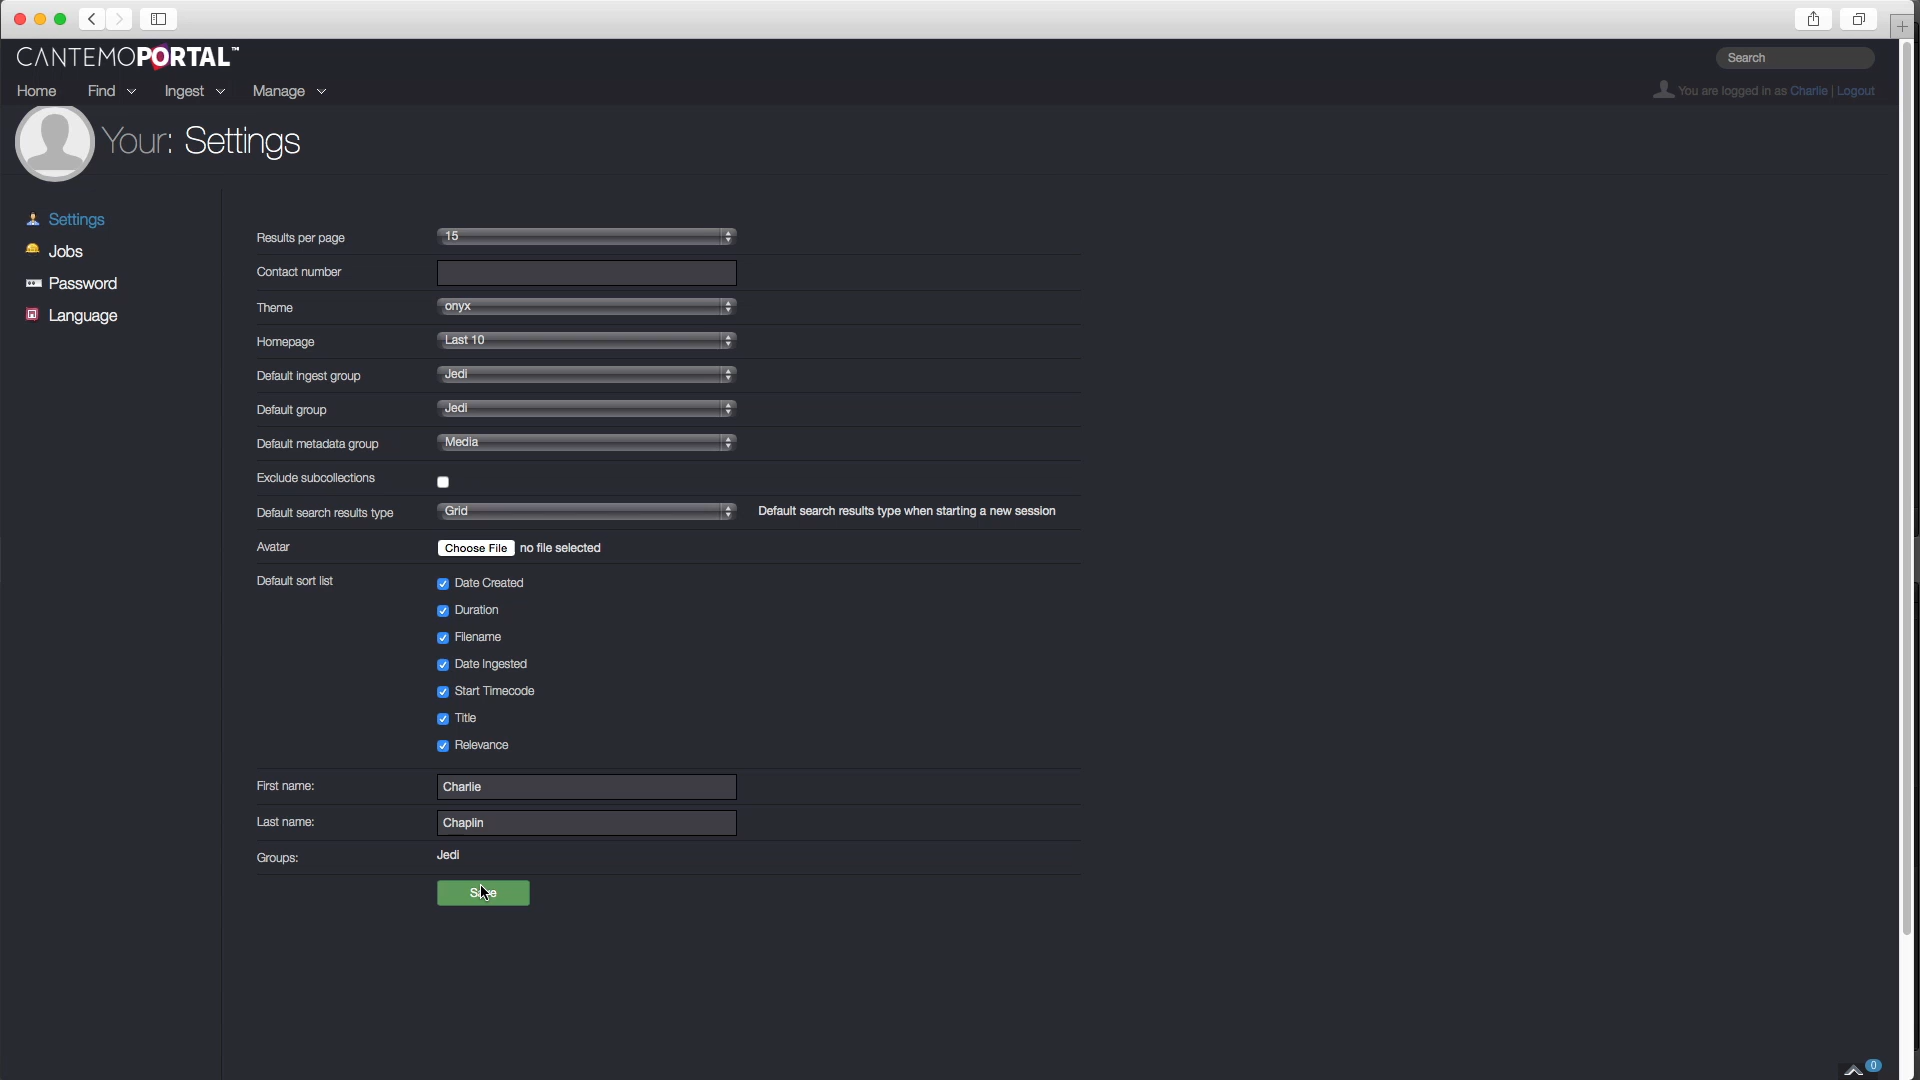 CANTEMOPORTAL™
Search
Home Find Ingest Manage
You are logged in as Charlie | Logout
Your: Settings
Settings
Jobs
Password
Language
Results per page 15
Contact number
Theme onyx
Homepage Last 10
Default ingest group Jedi
Default group Jedi
Default metadata group Media
Exclude subcollections
Default search results type Grid Default search results type when starting a new session
Avatar Choose File no file selected
Default sort list Date Created
Duration
Filename
Date Ingested
Start Timecode
Title
Relevance
First name: Charlie
Last name: Chaplin
Groups: Jedi
Save
0